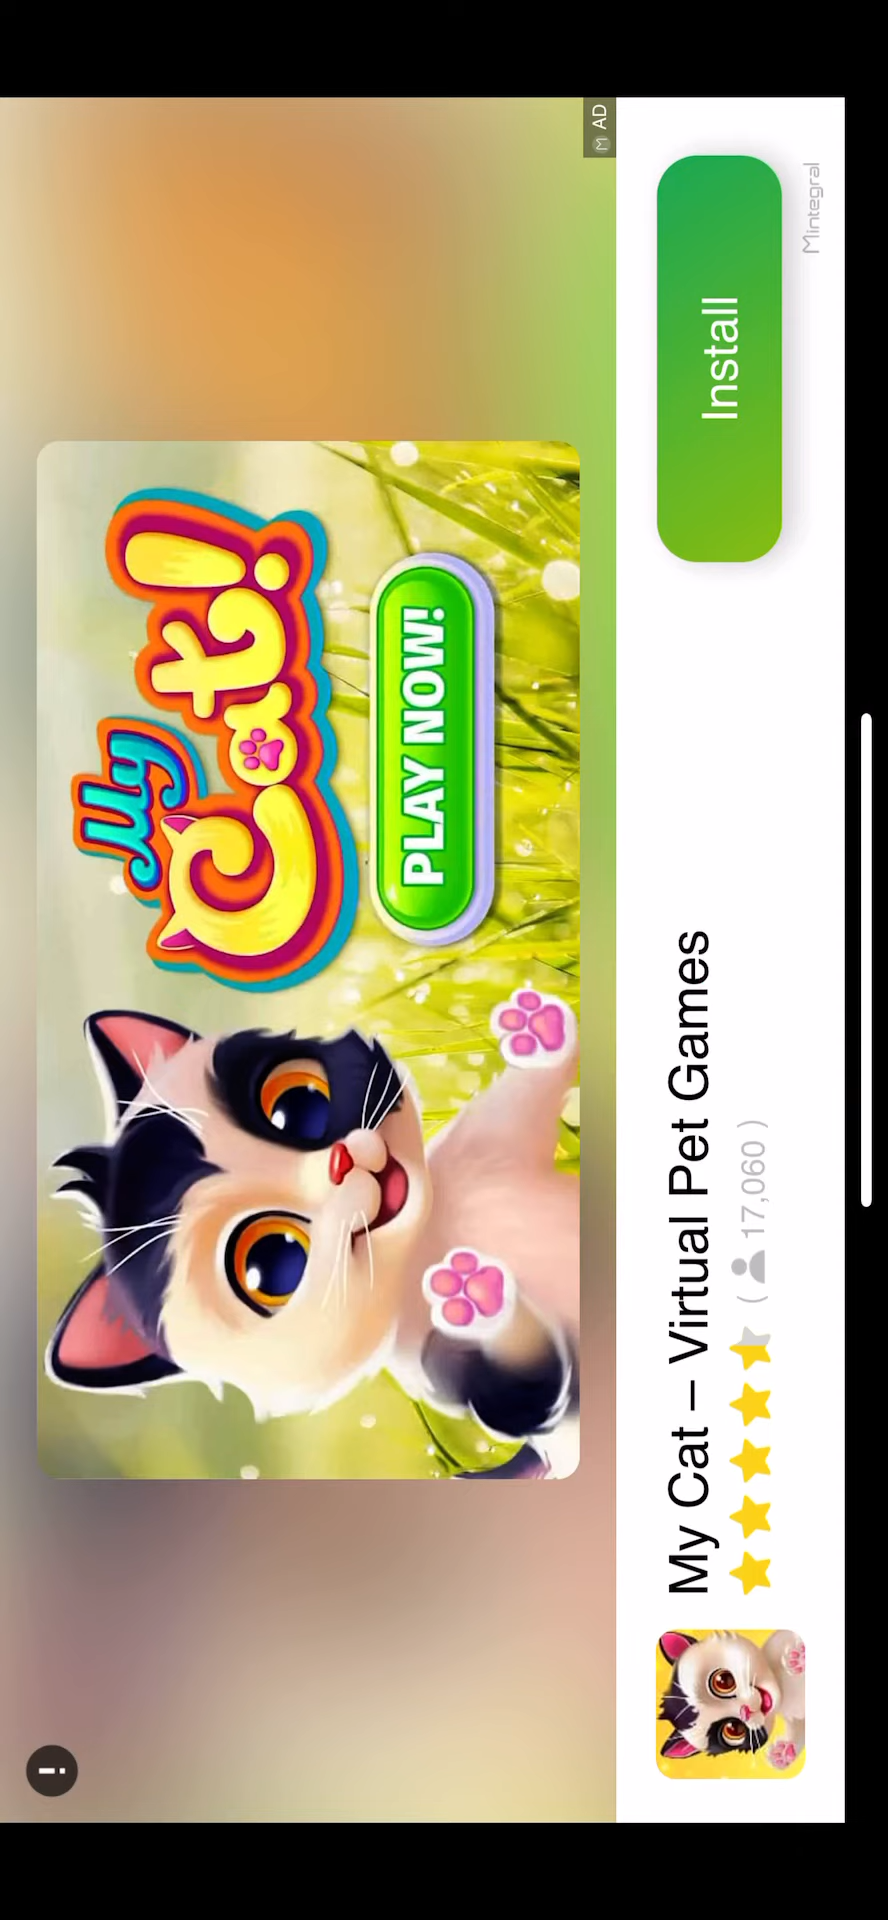 My
Cat!
PLAY NOW!
AD
My Cat – Virtual Pet Games
( 17,060 )
Install
Mintegral